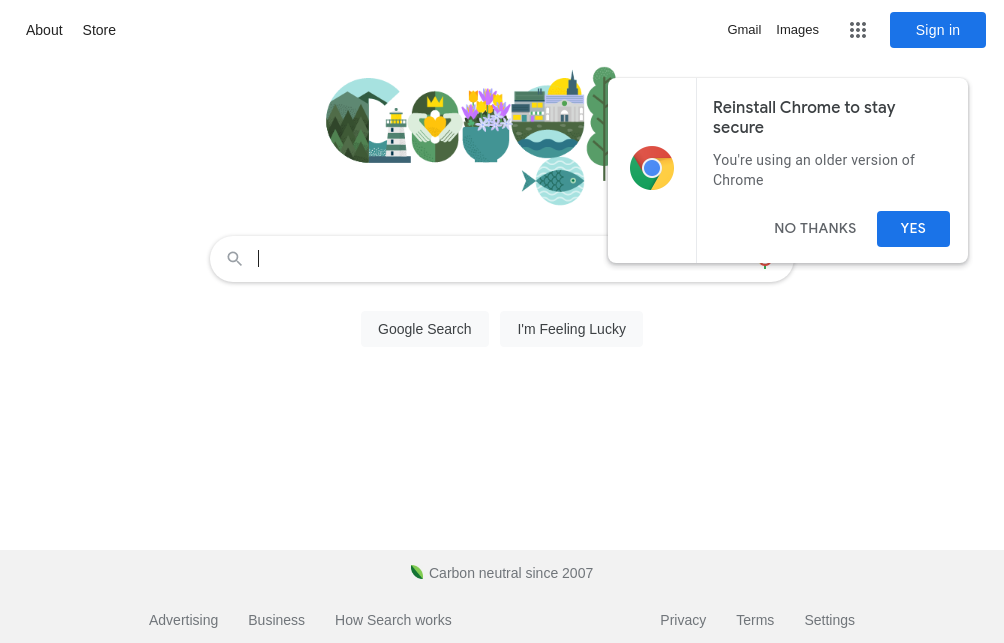 About Store Gmail Images Sign in
Reinstall Chrome to stay
secure
You're using an older version of
Chrome
NO THANKS YES
Google Search I'm Feeling Lucky
Carbon neutral since 2007
Advertising Business How Search works Privacy Terms Settings